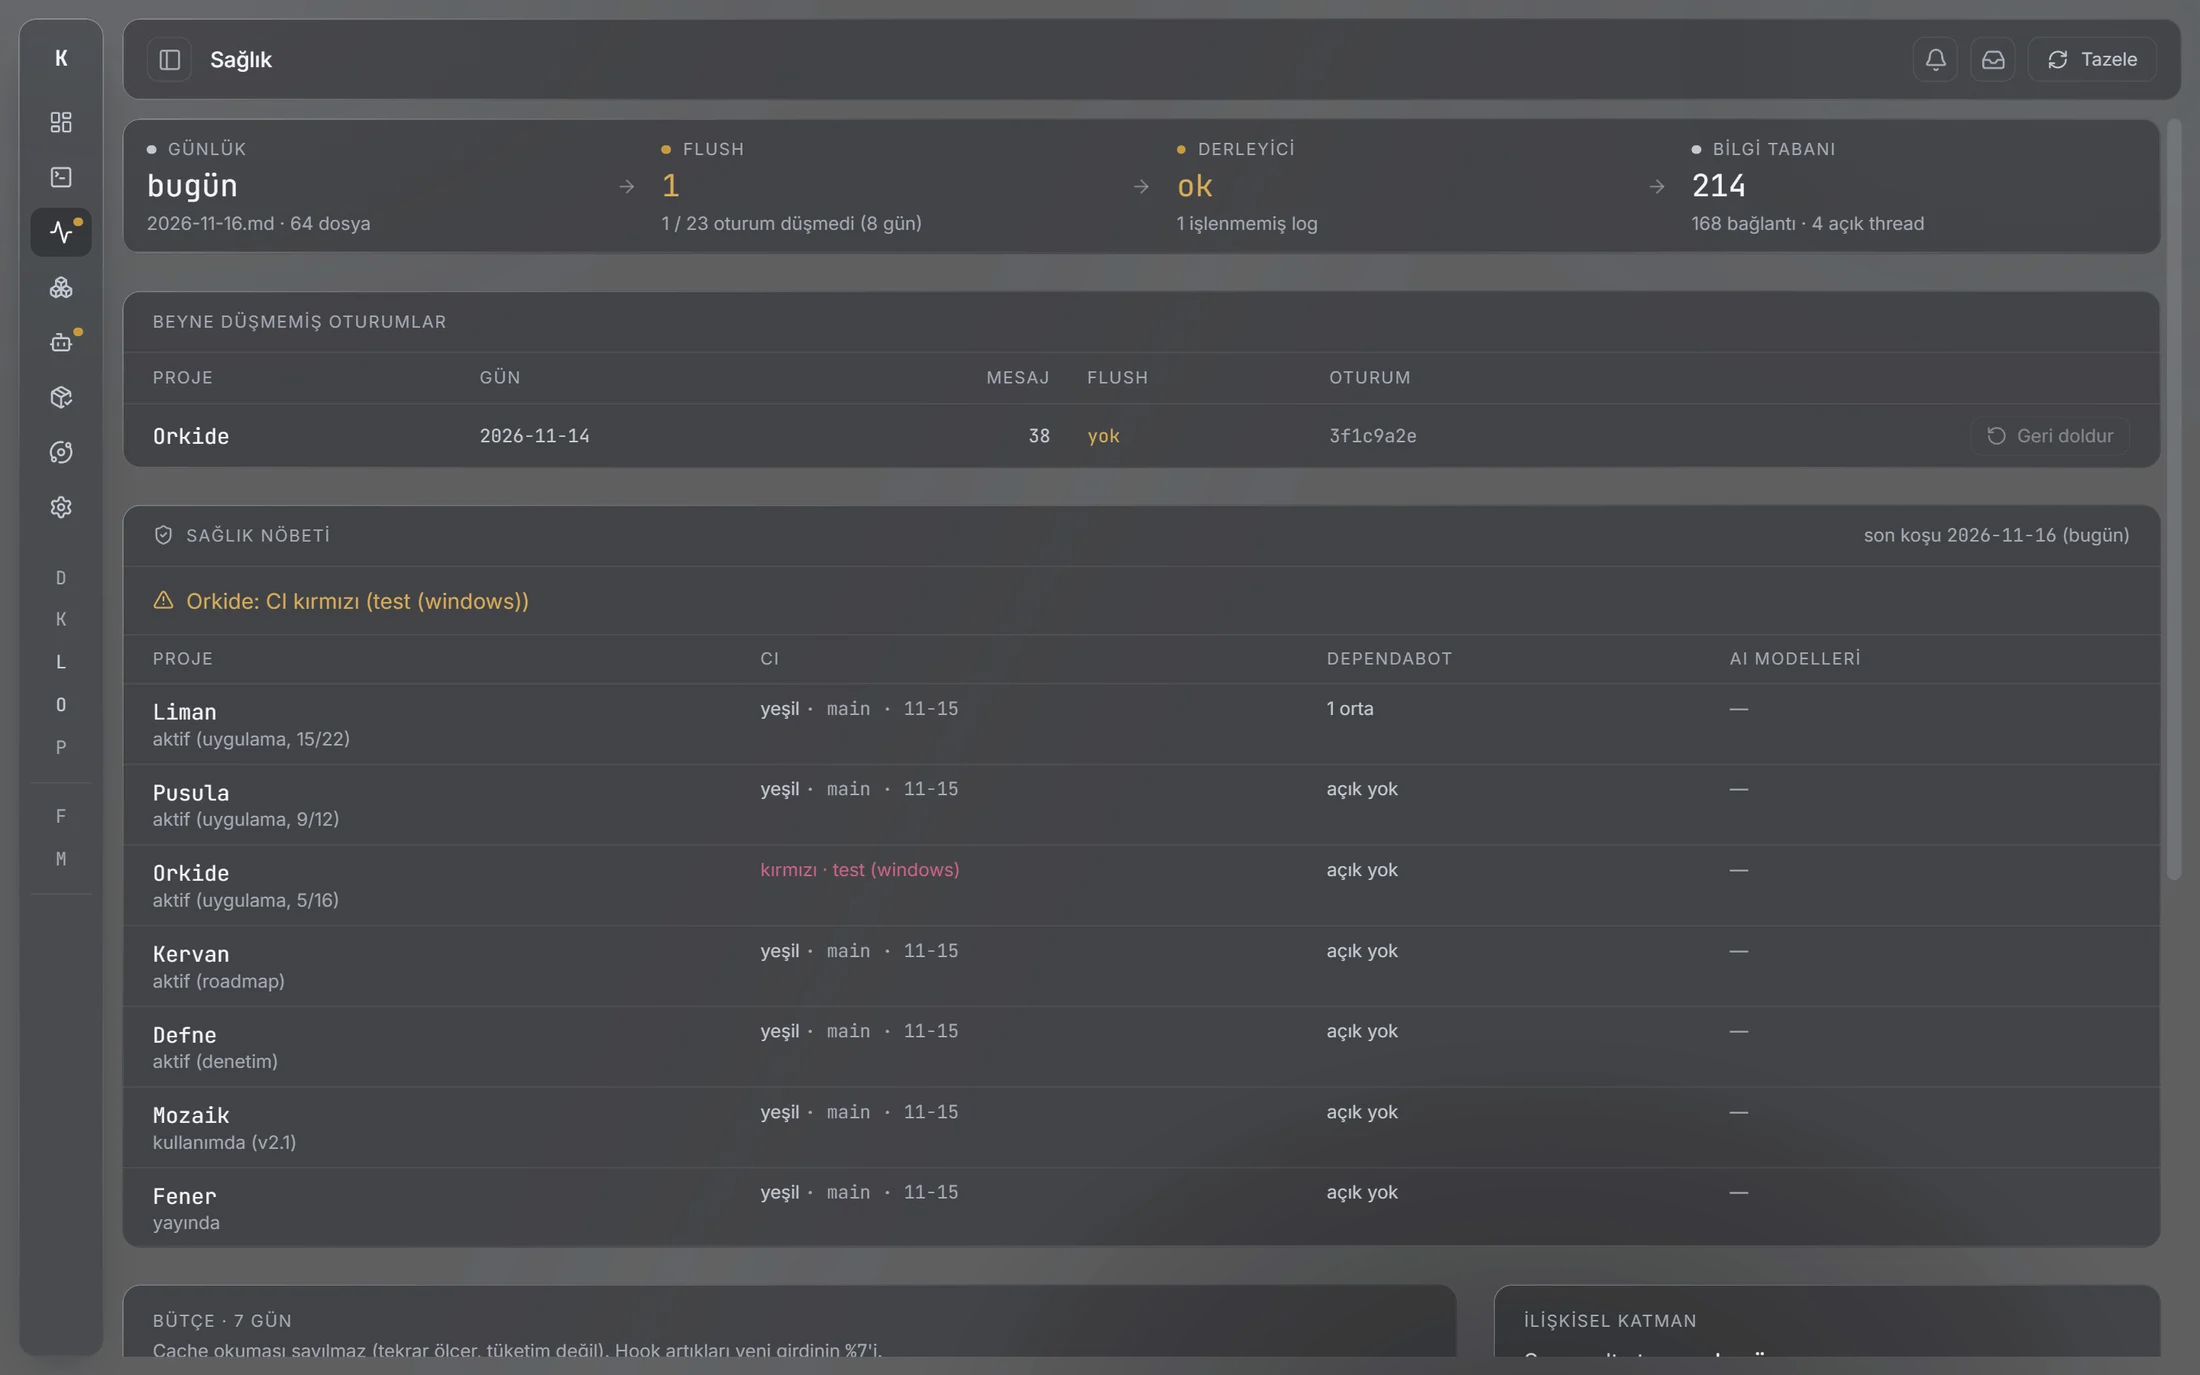 K
Sağlık
Tazele
GÜNLÜK
bugün
2026-11-16.md · 64 dosya
FLUSH
1
1 / 23 oturum düşmedi (8 gün)
DERLEYİCİ
ok
1 işlenmemiş log
BİLGİ TABANI
214
168 bağlantı · 4 açık thread
BEYNE DÜŞMEMİŞ OTURUMLAR
PROJE GÜN MESAJ FLUSH OTURUM
Orkide 2026-11-14 38 yok 3f1c9a2e Geri doldur
SAĞLIK NÖBETİ son koşu 2026-11-16 (bugün)
Orkide: CI kırmızı (test (windows))
PROJE CI DEPENDABOT AI MODELLERİ
Liman yeşil · main · 11-15 1 orta —
aktif (uygulama, 15/22)
Pusula yeşil · main · 11-15 açık yok —
aktif (uygulama, 9/12)
Orkide kırmızı · test (windows) açık yok —
aktif (uygulama, 5/16)
Kervan yeşil · main · 11-15 açık yok —
aktif (roadmap)
Defne yeşil · main · 11-15 açık yok —
aktif (denetim)
Mozaik yeşil · main · 11-15 açık yok —
kullanımda (v2.1)
Fener yeşil · main · 11-15 açık yok —
yayında
D
K
L
O
P
F
M
BÜTÇE · 7 GÜN
Cache okuması sayılmaz (tekrar ölçer, tüketim değil). Hook artıkları yeni girdinin %7'i.
İLİŞKİSEL KATMAN